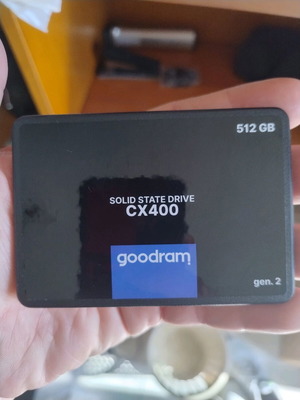 512 GB
SOLID STATE DRIVE
CX400
goodram
gen. 2